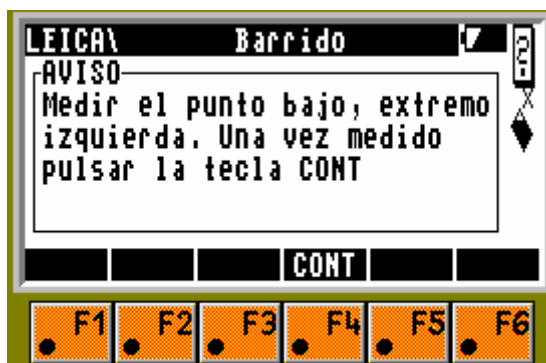 LEICA\ Barrido
AVISO
Medir el punto bajo, extremo
izquierda. Una vez medido
pulsar la tecla CONT
CONT
F1 F2 F3 F4 F5 F6